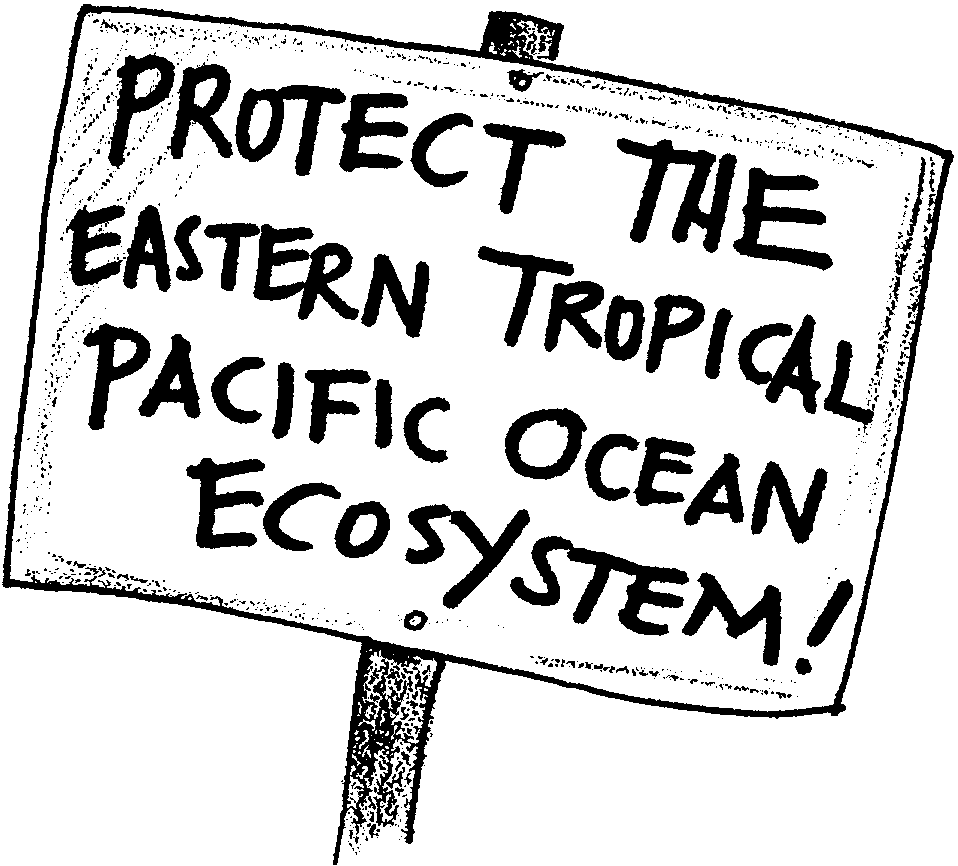 PROTECT THE
EASTERN TROPICAL
PACIFIC OCEAN
ECOSYSTEM!